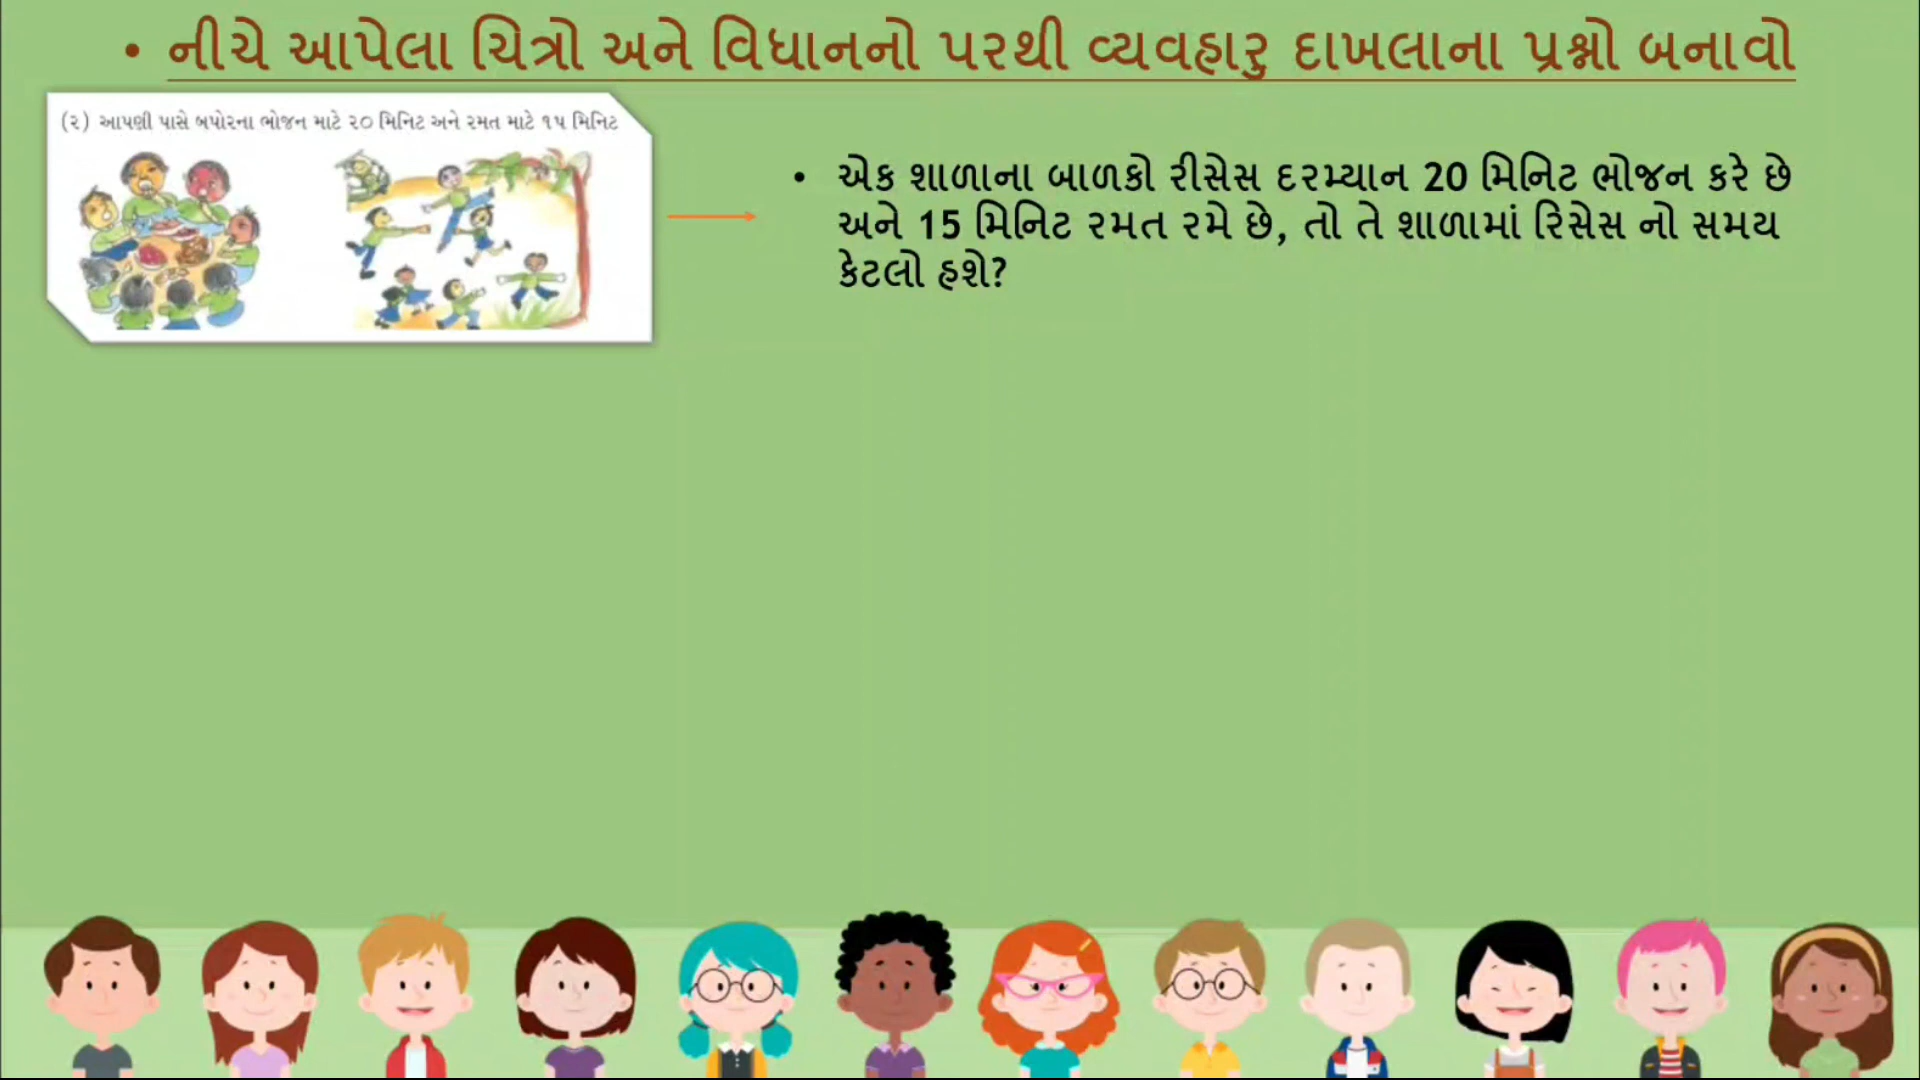 • નીચે આપેલા ચિત્રો અને વિધાનનો પરથી વ્યવહારુ દાખલાના પ્રશ્નો બનાવો
(૨) આપણી પાસે બપોરના ભોજન માટે ૨૦ મિનિટ અને રમત માટે ૧૫ મિનિટ
• એક શાળાના બાળકો રીસેસ દરમ્યાન 20 મિનિટ ભોજન કરે છે
અને 15 મિનિટ રમત રમે છે, તો તે શાળામાં રિસેસ નો સમય
કેટલો હશે?